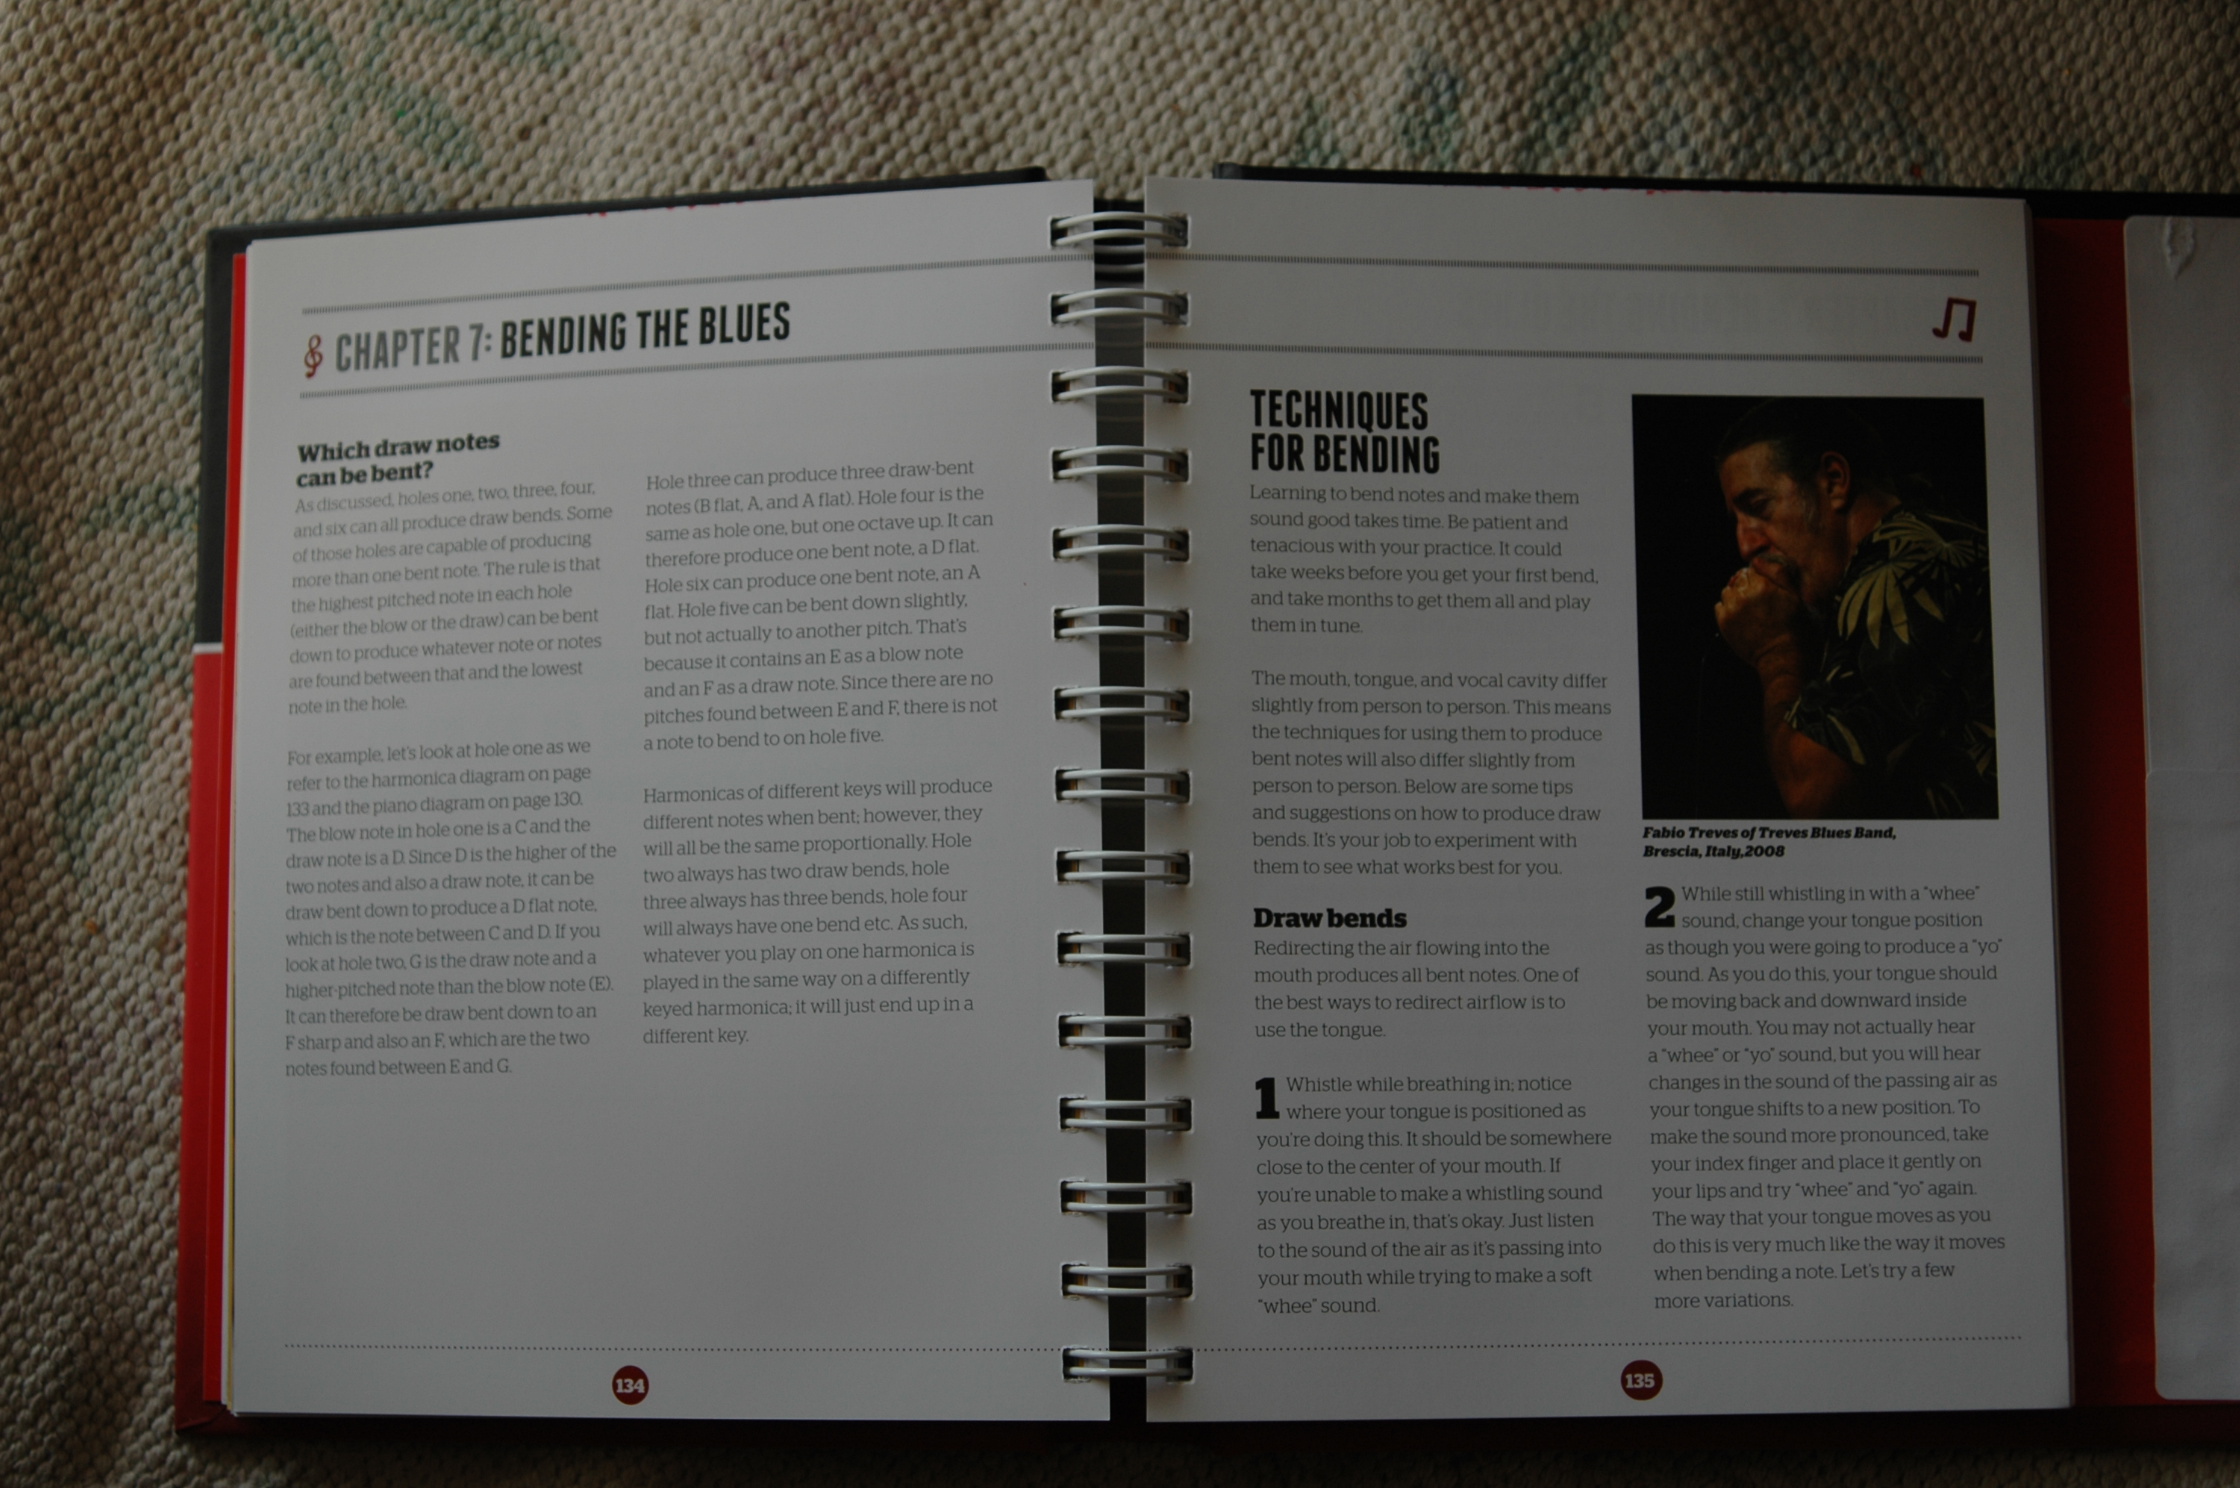 CHAPTER 7: BENDING THE BLUES
Which draw notes
can be bent?
As discussed, holes one, two, three, four,
and six can all produce draw bends. Some
of those holes are capable of producing
more than one bent note. The rule is that
the highest pitched note in each hole
(either the blow or the draw) can be bent
down to produce whatever note or notes
are found between that and the lowest
note in the hole.
For example, let's look at hole one as we
refer to the harmonica diagram on page
133 and the piano diagram on page 130.
The blow note in hole one is a C and the
draw note is a D. Since D is the higher of the
two notes and also a draw note, it can be
draw bent down to produce a D flat note,
which is the note between C and D. If you
look at hole two, G is the draw note and a
higher-pitched note than the blow note (E).
It can therefore be draw bent down to an
F sharp and also an F, which are the two
notes found between E and G.
Hole three can produce three draw-bent
notes (B flat, A, and A flat). Hole four is the
same as hole one, but one octave up. It can
therefore produce one bent note, a D flat.
Hole six can produce one bent note, an A
flat. Hole five can be bent down slightly,
but not actually to another pitch. That's
because it contains an E as a blow note
and an F as a draw note. Since there are no
pitches found between E and F, there is not
a note to bend to on hole five.
Harmonicas of different keys will produce
different notes when bent; however, they
will all be the same proportionally. Hole
two always has two draw bends, hole
three always has three bends, hole four
will always have one bend etc. As such,
whatever you play on one harmonica is
played in the same way on a differently
keyed harmonica; it will just end up in a
different key.
134
TECHNIQUES
FOR BENDING
Learning to bend notes and make them
sound good takes time. Be patient and
tenacious with your practice. It could
take weeks before you get your first bend,
and take months to get them all and play
them in tune.
The mouth, tongue, and vocal cavity differ
slightly from person to person. This means
the techniques for using them to produce
bent notes will also differ slightly from
person to person. Below are some tips
and suggestions on how to produce draw
bends. It's your job to experiment with
them to see what works best for you.
Draw bends
Redirecting the air flowing into the
mouth produces all bent notes. One of
the best ways to redirect airflow is to
use the tongue.
1 Whistle while breathing in; notice
where your tongue is positioned as
you're doing this. It should be somewhere
close to the center of your mouth. If
you're unable to make a whistling sound
as you breathe in, that's okay. Just listen
to the sound of the air as it's passing into
your mouth while trying to make a soft
"whee" sound.
Fabio Treves of Treves Blues Band,
Brescia, Italy,2008
2 While still whistling in with a "whee"
sound, change your tongue position
as though you were going to produce a "yo"
sound. As you do this, your tongue should
be moving back and downward inside
your mouth. You may not actually hear
a "whee" or "yo" sound, but you will hear
changes in the sound of the passing air as
your tongue shifts to a new position. To
make the sound more pronounced, take
your index finger and place it gently on
your lips and try "whee" and "yo" again.
The way that your tongue moves as you
do this is very much like the way it moves
when bending a note. Let's try a few
more variations.
135